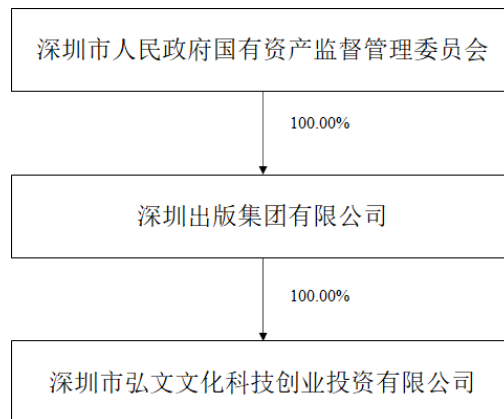 深圳市人民政府国有资产监督管理委员会
100.00%
深圳出版集团有限公司
100.00%
深圳市弘文文化科技创业投资有限公司